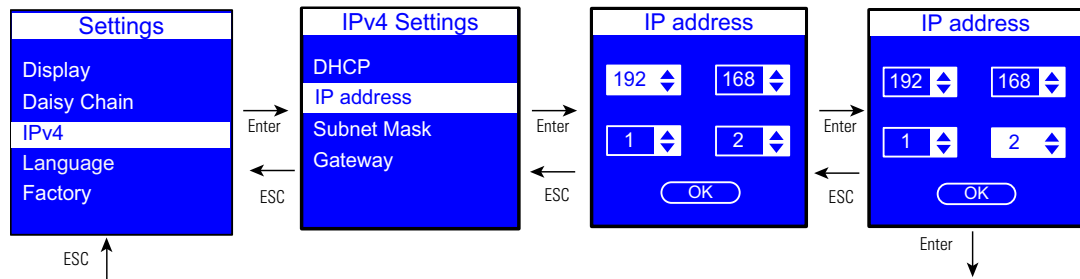 Settings
Display
Daisy Chain
IPv4
Language
Factory
Enter
ESC
IPv4 Settings
DHCP
IP address
Subnet Mask
Gateway
Enter
ESC
IP address
192 168
1 2
OK
Enter
ESC
IP address
192 168
1 2
OK
Enter
ESC